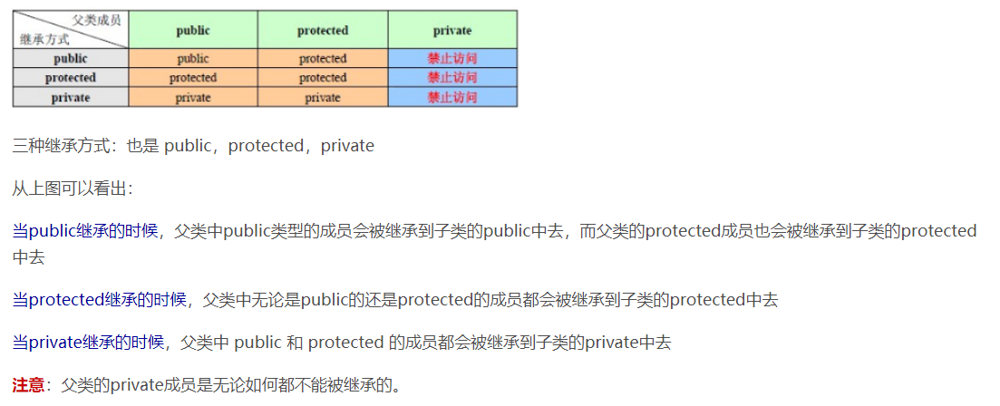 父类成员 public protected private
继承方式
public public protected 禁止访问
protected protected protected 禁止访问
private private private 禁止访问
三种继承方式：也是 public，protected，private
从上图可以看出：
当public继承的时候，父类中public类型的成员会被继承到子类的public中去，而父类的protected成员也会被继承到子类的protected
中去
当protected继承的时候，父类中无论是public的还是protected的成员都会被继承到子类的protected中去
当private继承的时候，父类中 public 和 protected 的成员都会被继承到子类的private中去
注意：父类的private成员是无论如何都不能被继承的。